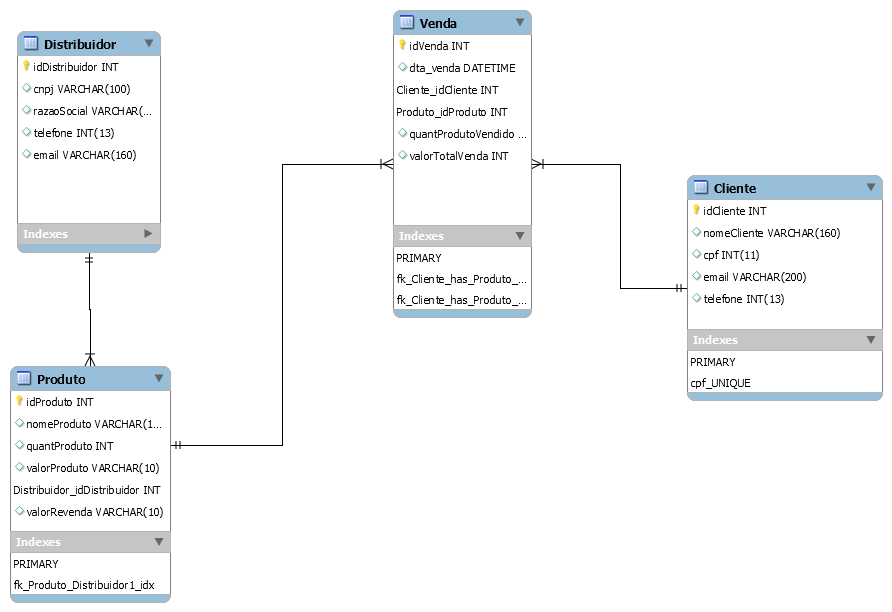 Distribuidor
idDistribuidor INT
cnpj VARCHAR(100)
razaoSocial VARCHAR(...
telefone INT(13)
email VARCHAR(160)
Indexes
Venda
idVenda INT
dta_venda DATETIME
Cliente_idCliente INT
Produto_idProduto INT
quantProdutoVendido ...
valorTotalVenda INT
Indexes
PRIMARY
fk_Cliente_has_Produto_...
fk_Cliente_has_Produto_...
Cliente
idCliente INT
nomeCliente VARCHAR(160)
cpf INT(11)
email VARCHAR(200)
telefone INT(13)
Indexes
PRIMARY
cpf_UNIQUE
Produto
idProduto INT
nomeProduto VARCHAR(1...
quantProduto INT
valorProduto VARCHAR(10)
Distribuidor_idDistribuidor INT
valorRevenda VARCHAR(10)
Indexes
PRIMARY
fk_Produto_Distribuidor1_idx